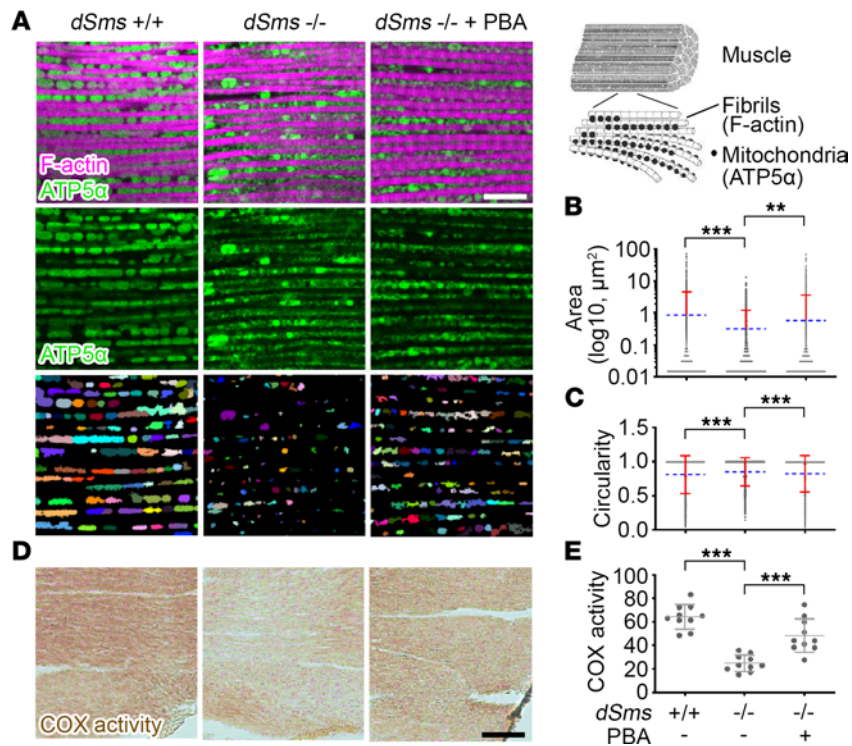 A
dSms +/+
dSms -/-
dSms -/- + PBA
F-actin
ATP5α
ATP5α
Muscle
Fibrils
(F-actin)
Mitochondria
(ATP5α)
B
***
**
Area
(log10, µm²)
100
10
1
0.1
0.01
C
***
***
Circularity
1.5
1.0
0.5
0.0
D
COX activity
E
***
***
COX activity
100
80
60
40
20
0
dSms +/+ -/- -/-
PBA - - +